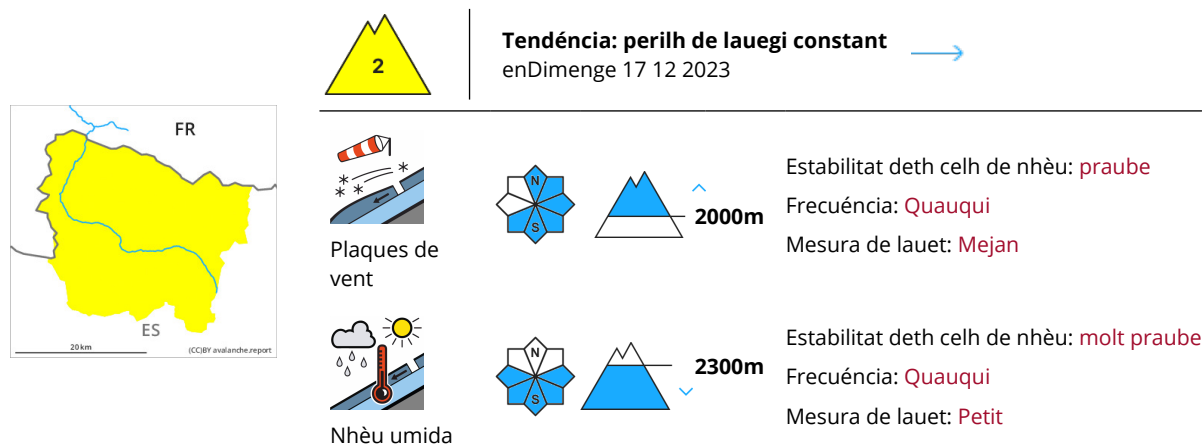 2
Tendéncia: perilh de lauegi constant
enDimenge 17 12 2023
FR
ES
20 km
(CC)BY avalanche.report
Plaques de
vent
N
S
2000m
Estabilitat deth celh de nhèu: praube
Frecuéncia: Quauqui
Mesura de lauet: Mejan
Nhèu umida
N
S
2300m
Estabilitat deth celh de nhèu: molt praube
Frecuéncia: Quauqui
Mesura de lauet: Petit